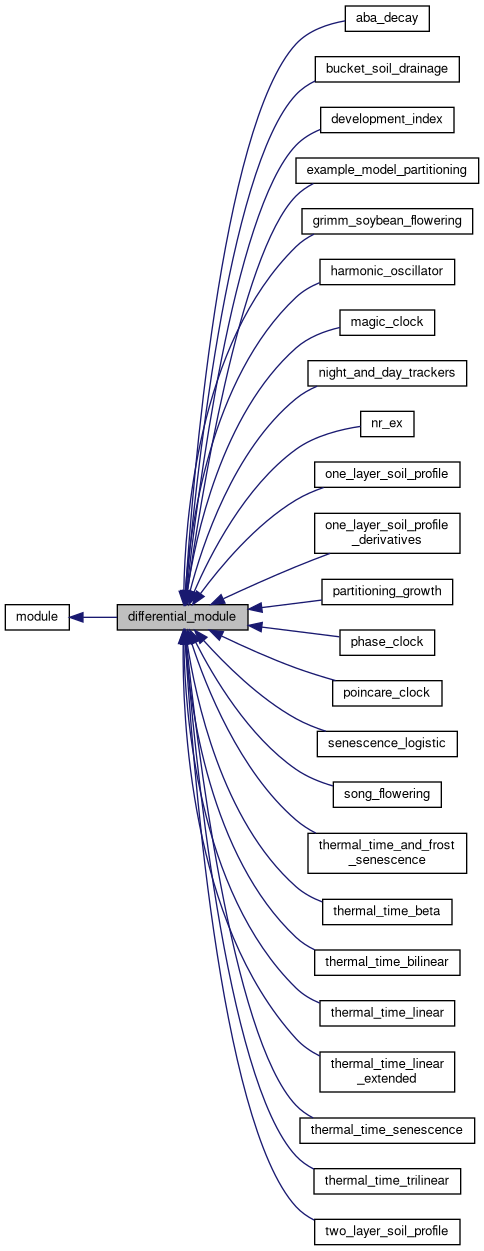 aba_decay
bucket_soil_drainage
development_index
example_model_partitioning
grimm_soybean_flowering
harmonic_oscillator
magic_clock
night_and_day_trackers
nr_ex
one_layer_soil_profile
one_layer_soil_profile
_derivatives
partitioning_growth
module
differential_module
phase_clock
poincare_clock
senescence_logistic
song_flowering
thermal_time_and_frost
_senescence
thermal_time_beta
thermal_time_bilinear
thermal_time_linear
thermal_time_linear
_extended
thermal_time_senescence
thermal_time_trilinear
two_layer_soil_profile